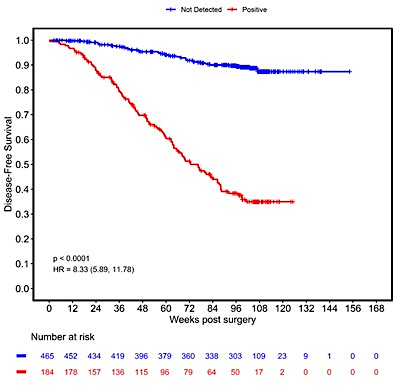 Not Detected Positive
Disease-Free Survival
1.0
0.9
0.8
0.7
0.6
0.5
0.4
0.3
0.2
0.1
0.0
p < 0.0001
HR = 8.33 (5.89, 11.78)
0 12 24 36 48 60 72 84 96 108 120 132 144 156 168
Weeks post surgery
Number at risk
465 452 434 419 396 379 360 338 303 109 23 9 1 0 0
184 178 157 136 115 96 79 64 50 17 2 0 0 0 0